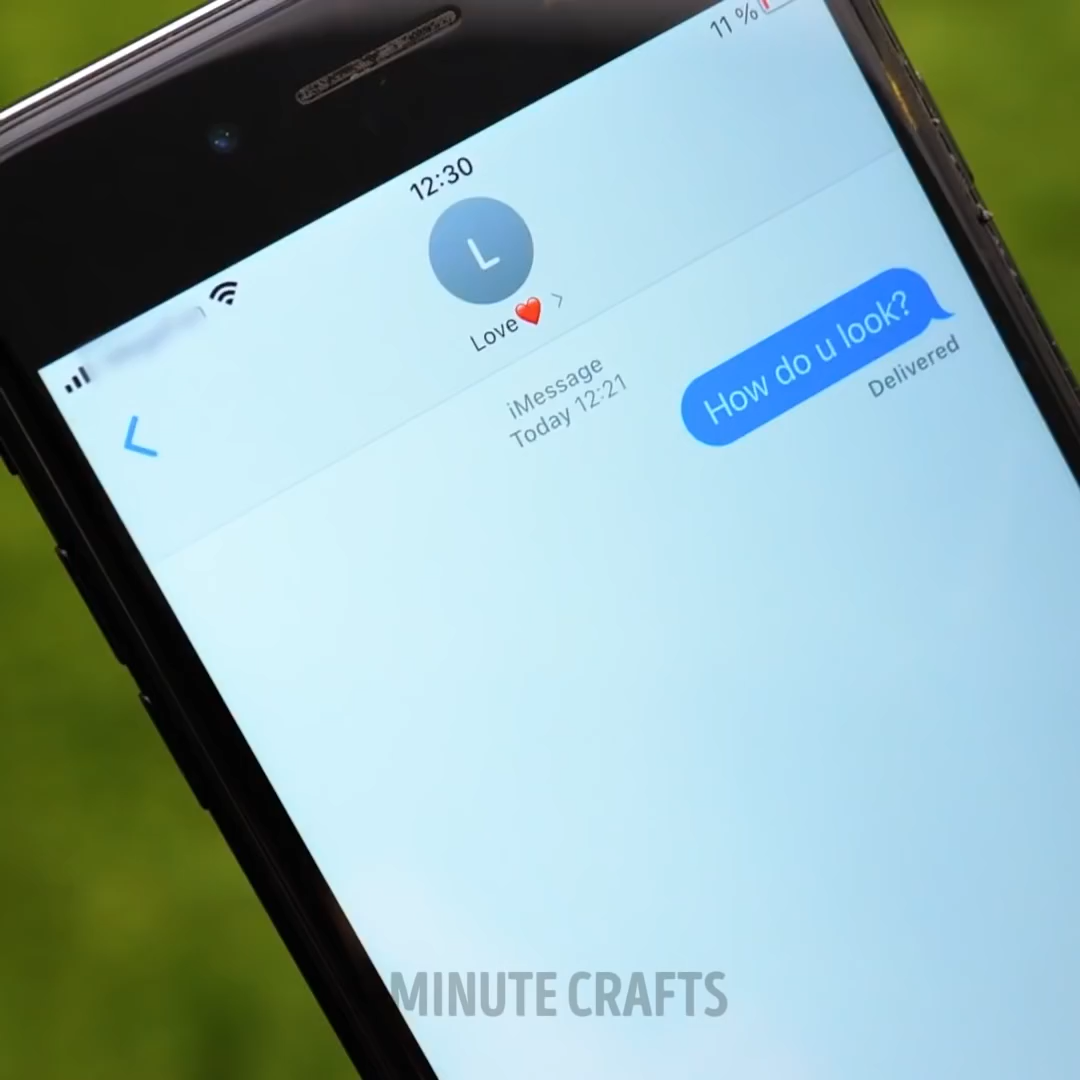 11 %
12:30
L
Love❤️ >
iMessage
Today 12:21
How do u look?
Delivered
MINUTE CRAFTS